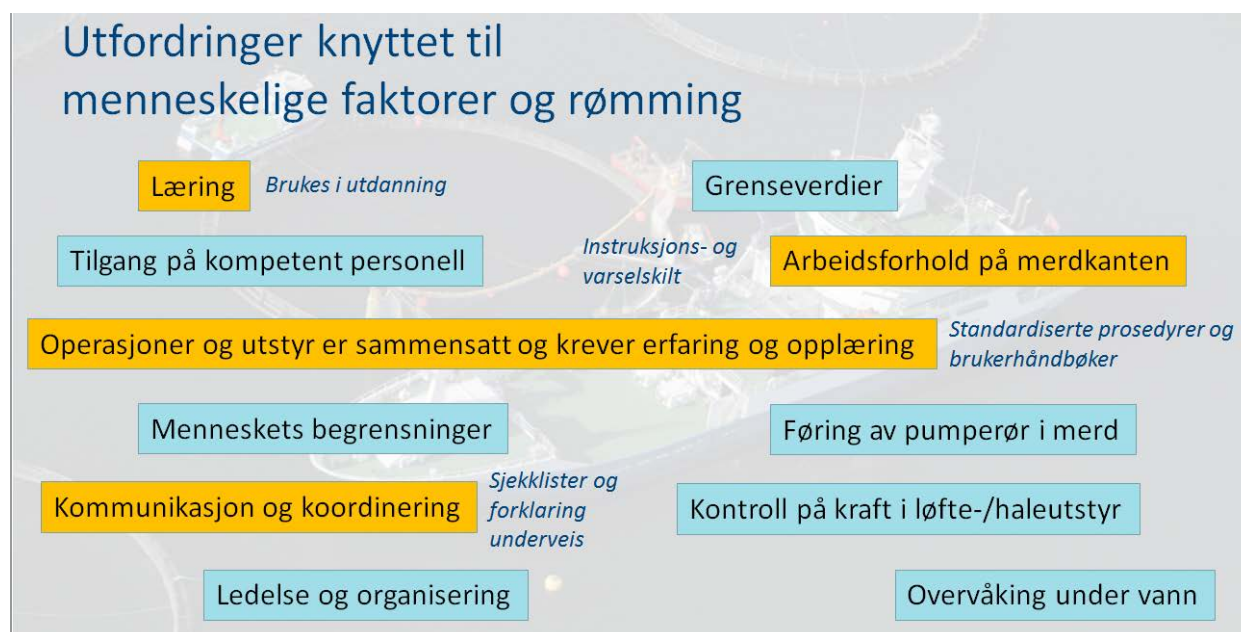 Utfordringer knyttet til
menneskelige faktorer og rømming
Læring
Brukes i utdanning
Grenseverdier
Tilgang på kompetent personell
Instruksjons- og
varselskilt
Arbeidsforhold på merdkanten
Operasjoner og utstyr er sammensatt og krever erfaring og opplæring
Standardiserte prosedyrer og
brukerhåndbøker
Menneskets begrensninger
Føring av pumperør i merd
Kommunikasjon og koordinering
Sjekklister og
forklaring
underveis
Kontroll på kraft i løfte-/haleutstyr
Ledelse og organisering
Overvåking under vann